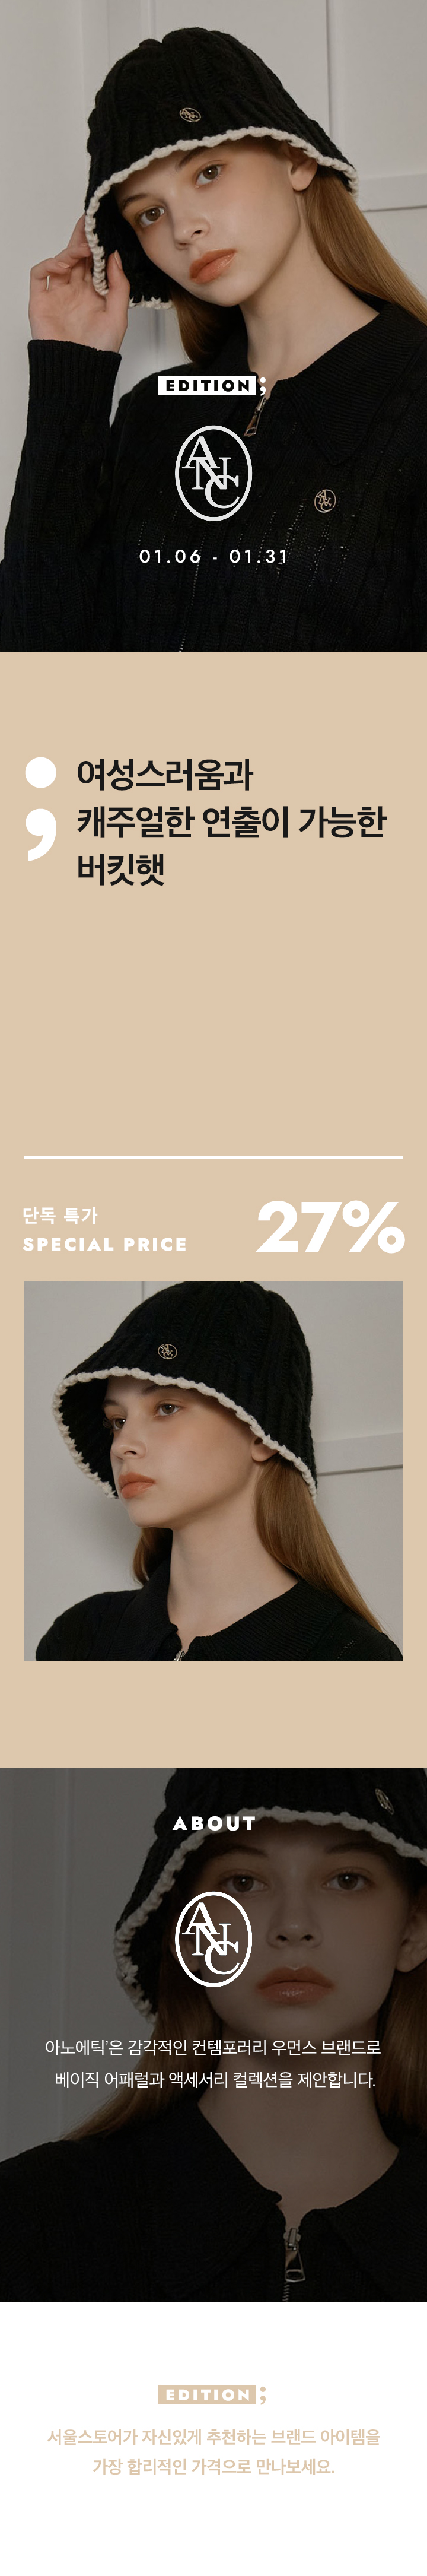 EDITION;
ANC
01.06 - 01.31
; 여성스러움과
캐주얼한 연출이 가능한
버킷햇
단독 특가
SPECIAL PRICE
27%
ABOUT
ANC
아노에틱'은 감각적인 컨템포러리 우먼스 브랜드로
베이직 어패럴과 액세서리 컬렉션을 제안합니다.
EDITION;
서울스토어가 자신있게 추천하는 브랜드 아이템을
가장 합리적인 가격으로 만나보세요.